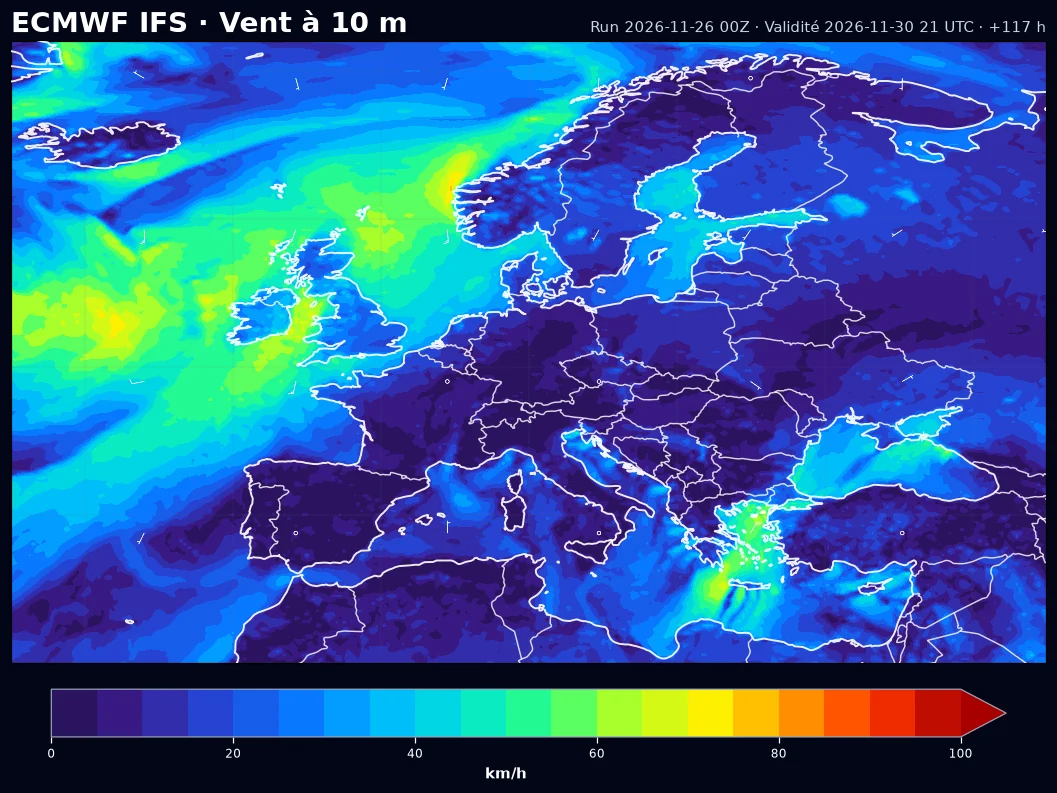 ECMWF IFS · Vent à 10 m
Run 2026-11-26 00Z · Validité 2026-11-30 21 UTC · +117 h
0 20 40 60 80 100
km/h